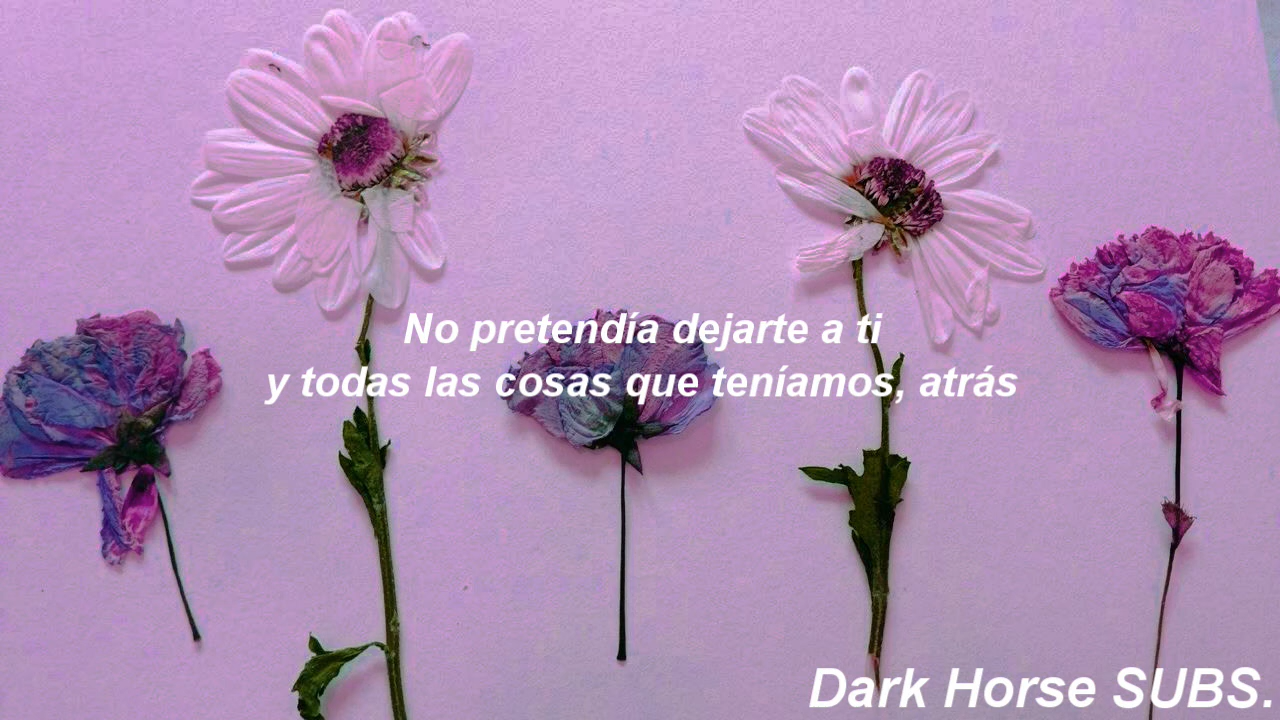 No pretendía dejarte a ti
y todas las cosas que teníamos, atrás
Dark Horse SUBS.